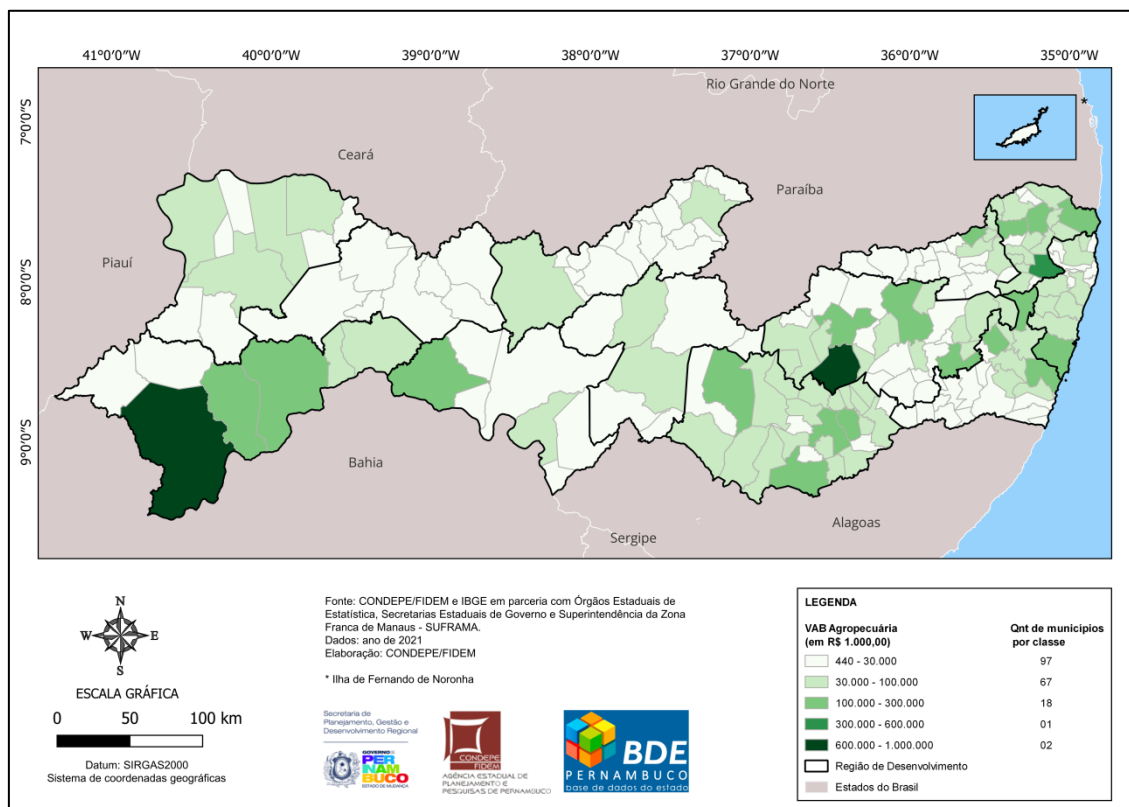 41°0'0"W 40°0'0"W 39°0'0"W 38°0'0"W 37°0'0"W 36°0'0"W 35°0'0"W
7°0'0"S
8°0'0"S
9°0'0"S
Rio Grande do Norte
*
Ceará
Paraíba
Piauí
Bahia
Alagoas
Sergipe
N
W E
S
ESCALA GRÁFICA
0 50 100 km
Datum: SIRGAS2000
Sistema de coordenadas geográficas
Fonte: CONDEPE/FIDEM e IBGE em parceria com Órgãos Estaduais de
Estatística, Secretarias Estaduais de Governo e Superintendência da Zona
Franca de Manaus - SUFRAMA.
Dados: ano de 2021
Elaboração: CONDEPE/FIDEM
* Ilha de Fernando de Noronha
Secretaria de
Planejamento, Gestão e
Desenvolvimento Regional
GOVERNO DE
PER
NAM
BUCO
ESTADO DE MUDANÇA
CONDEPE
FIDEM
AGÊNCIA ESTADUAL DE
PLANEJAMENTO E
PESQUISAS DE PERNAMBUCO
BDE
PERNAMBUCO
base de dados do estado
LEGENDA
VAB Agropecuária Qnt de municípios
(em R$ 1.000,00) por classe
440 - 30.000 97
30.000 - 100.000 67
100.000 - 300.000 18
300.000 - 600.000 01
600.000 - 1.000.000 02
Região de Desenvolvimento
Estados do Brasil